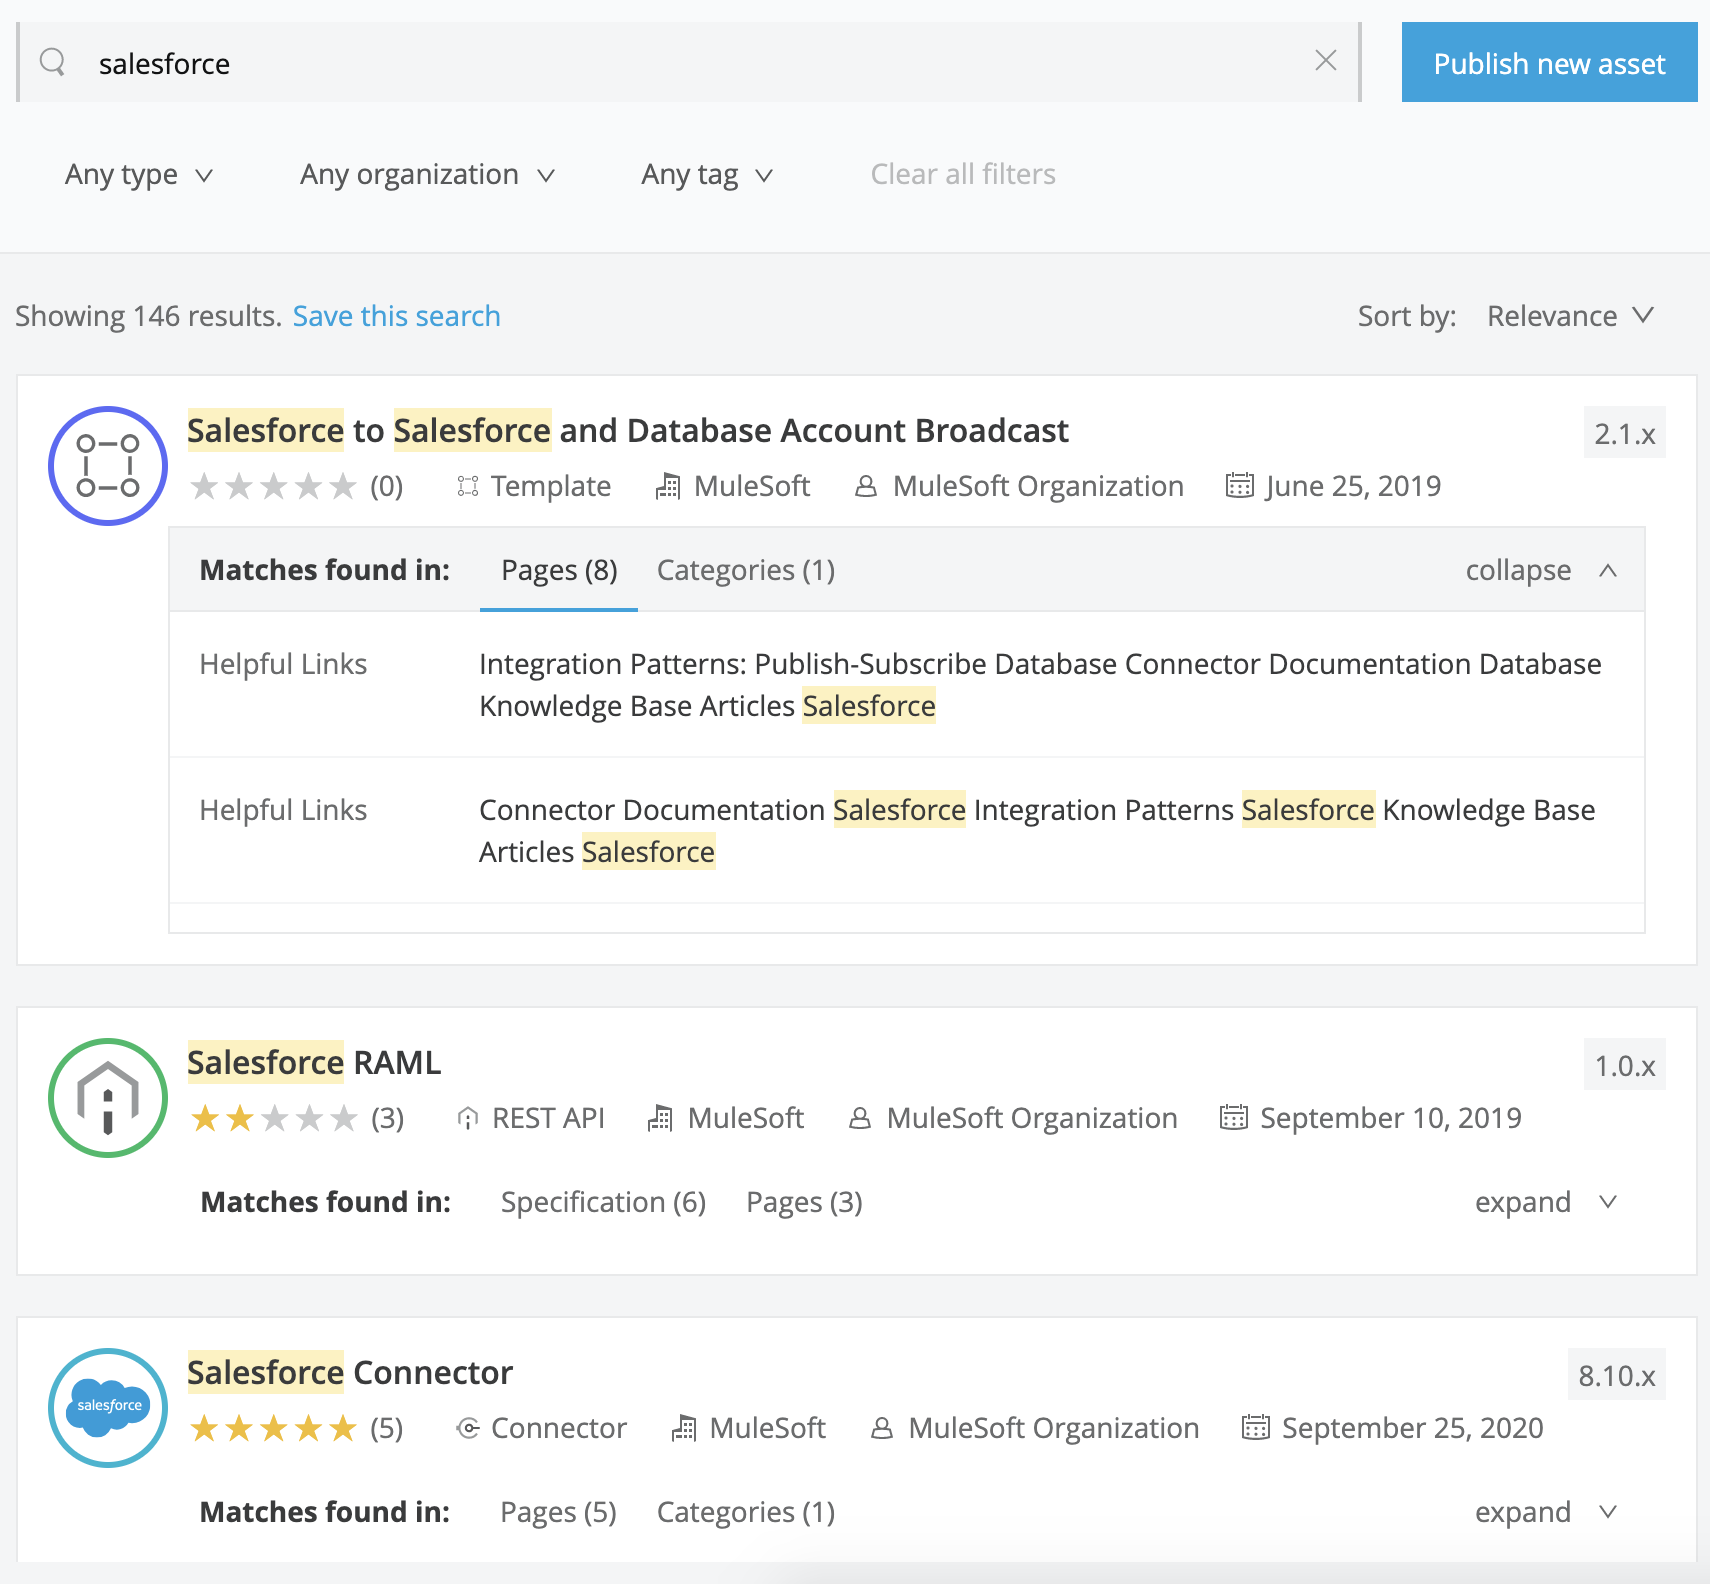 salesforce
Publish new asset
Any type
Any organization
Any tag
Clear all filters
Showing 146 results. Save this search
Sort by: Relevance
Salesforce to Salesforce and Database Account Broadcast
2.1.x
(0) Template MuleSoft MuleSoft Organization June 25, 2019
Matches found in: Pages (8) Categories (1) collapse
Helpful Links
Integration Patterns: Publish-Subscribe Database Connector Documentation Database
Knowledge Base Articles Salesforce
Helpful Links
Connector Documentation Salesforce Integration Patterns Salesforce Knowledge Base
Articles Salesforce
Salesforce RAML
1.0.x
(3) REST API MuleSoft MuleSoft Organization September 10, 2019
Matches found in: Specification (6) Pages (3) expand
salesforce
Salesforce Connector
8.10.x
(5) Connector MuleSoft MuleSoft Organization September 25, 2020
Matches found in: Pages (5) Categories (1) expand